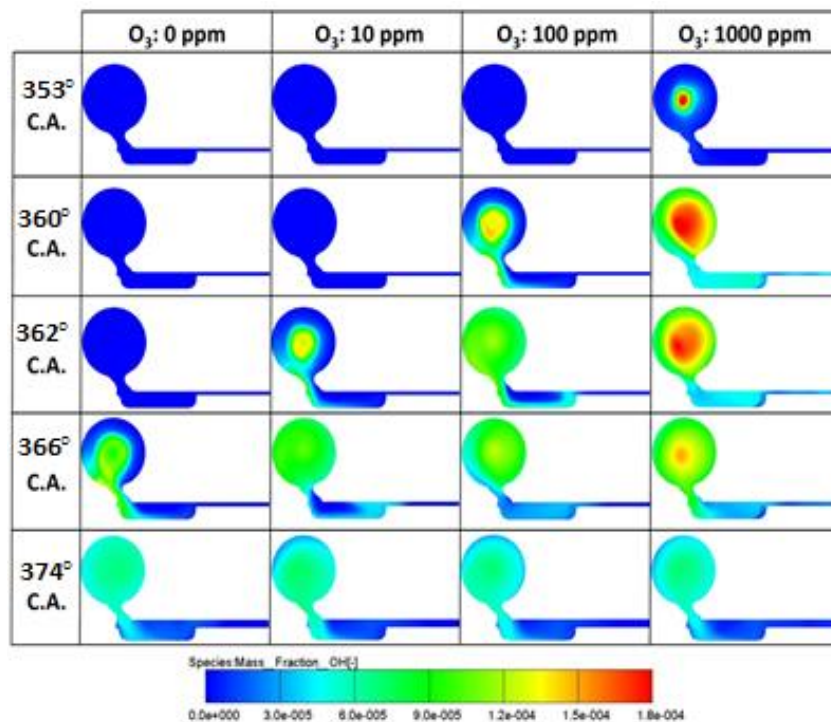 O₃: 0 ppm O₃: 10 ppm O₃: 100 ppm O₃: 1000 ppm
353°
C.A.
360°
C.A.
362°
C.A.
366°
C.A.
374°
C.A.
Species:Mass_Fraction_OH[-]
0.0e+000 3.0e-005 6.0e-005 9.0e-005 1.2e-004 1.5e-004 1.8e-004